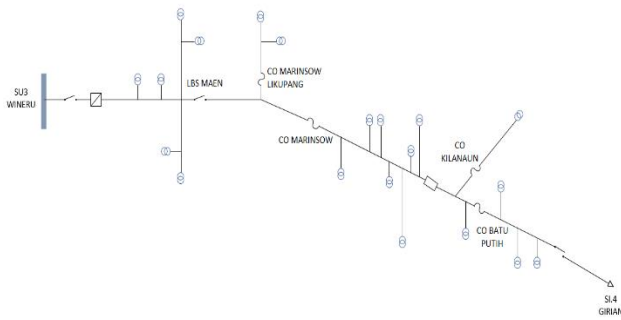 SU3
WINERU
LBS MAEN
CO MARINSOW
LIKUPANG
CO MARINSOW
CO
KILANAUN
CO BATU
PUTIH
SI.4
GIRIAN